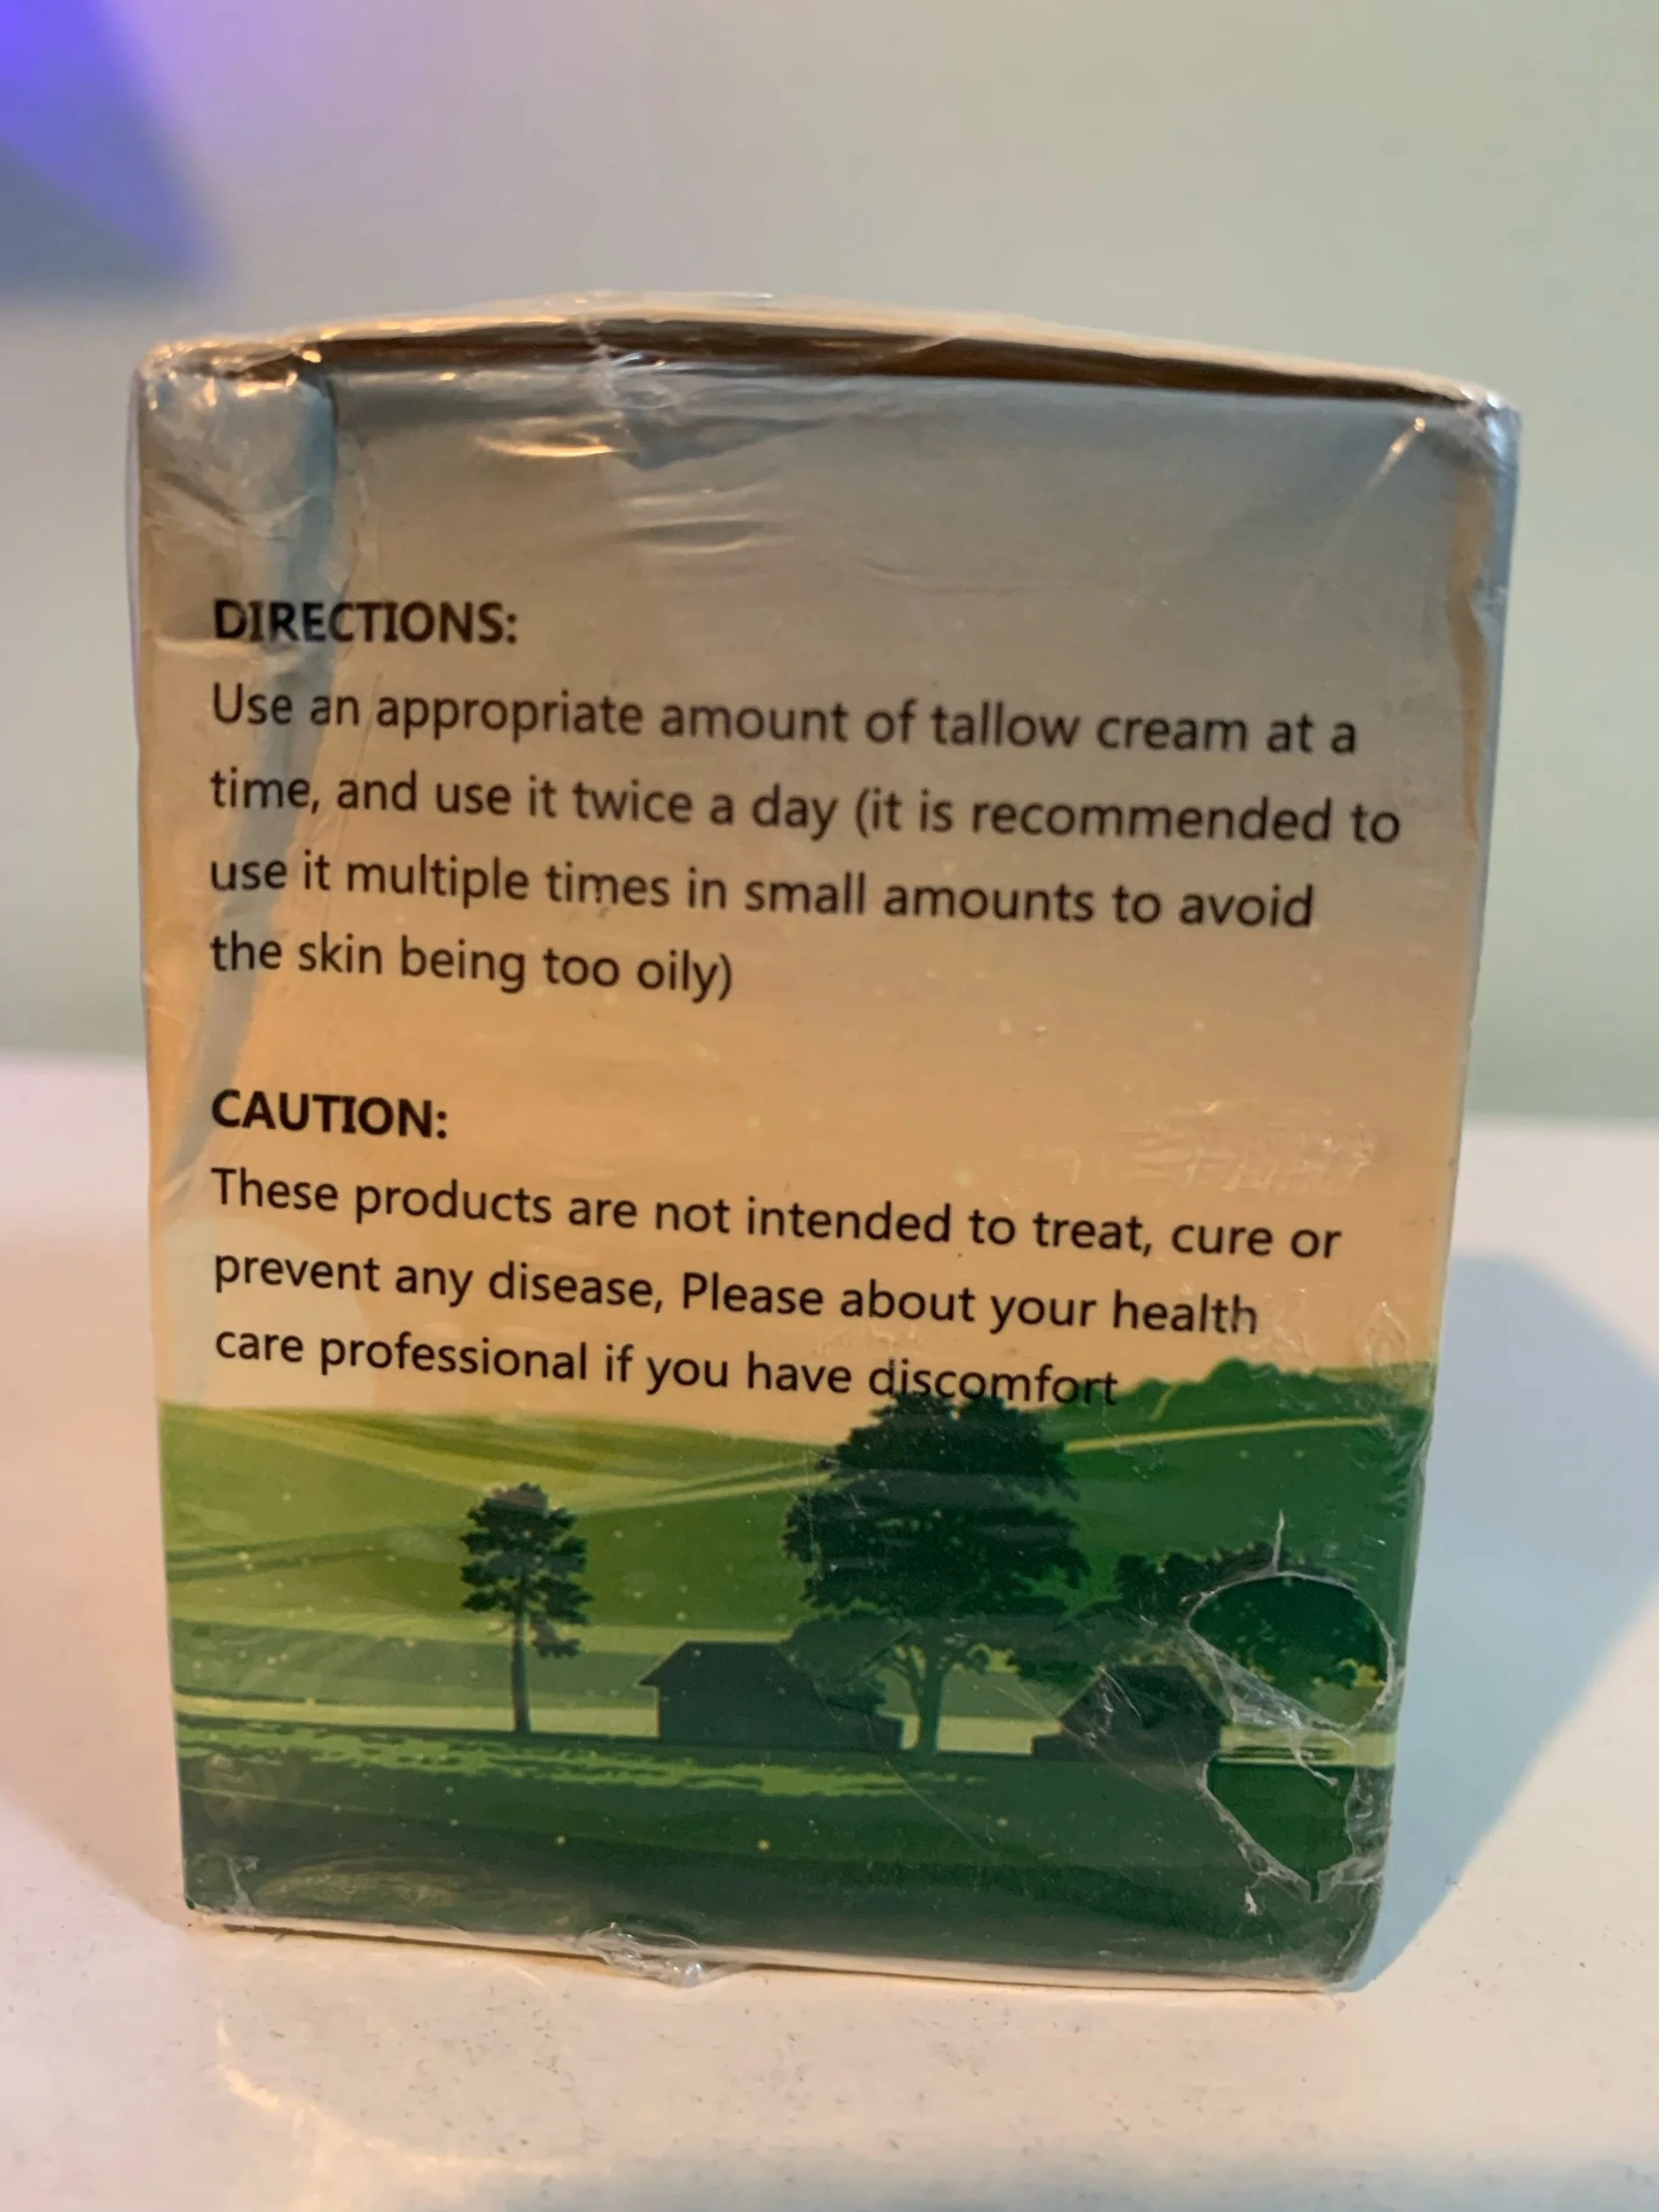 DIRECTIONS:
Use an appropriate amount of tallow cream at a
time, and use it twice a day (it is recommended to
use it multiple times in small amounts to avoid
the skin being too oily)
CAUTION:
These products are not intended to treat, cure or
prevent any disease, Please about your health
care professional if you have discomfort